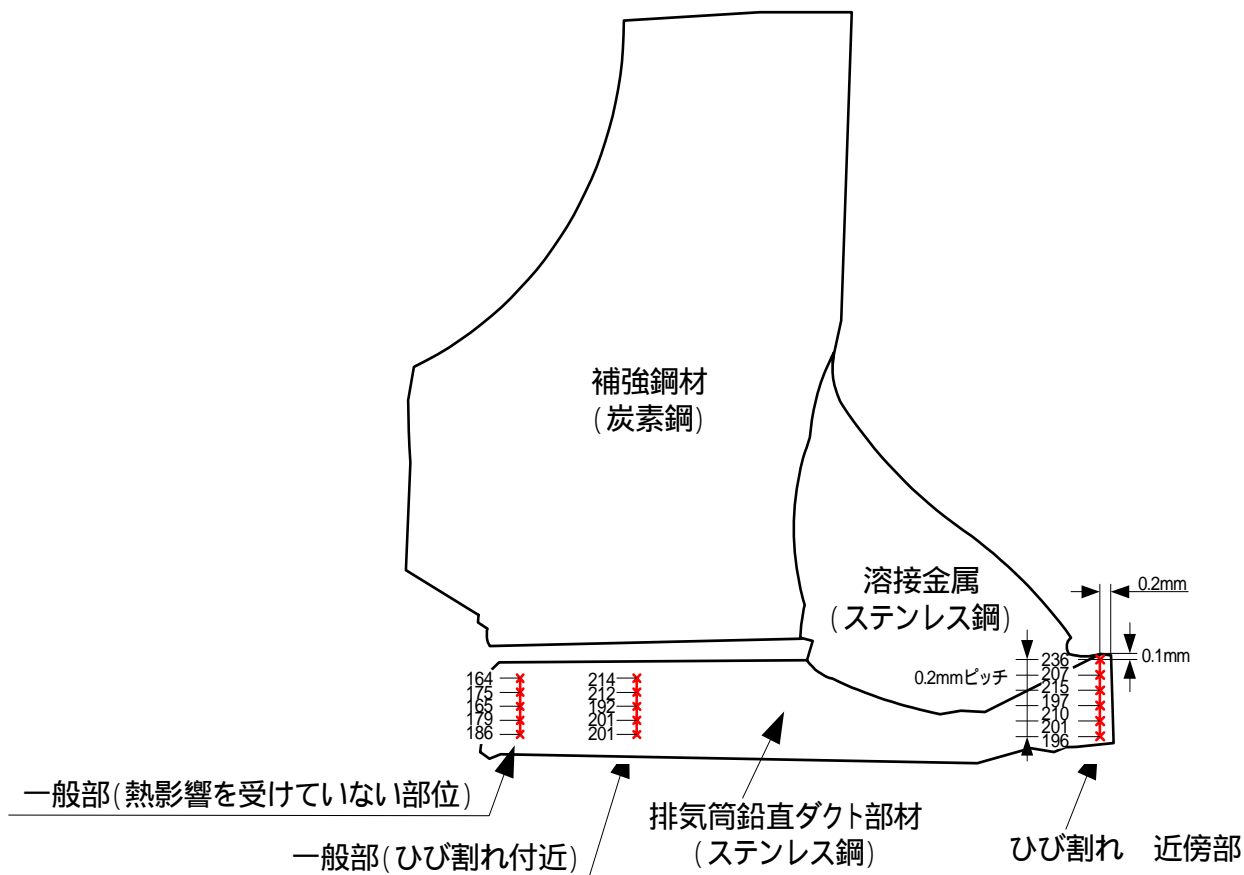 補強鋼材
(炭素鋼)
溶接金属
(ステンレス鋼)
0.2mm
0.1mm
0.2mmピッチ
164
175
165
179
186
214
212
192
201
201
236
207
215
197
210
201
196
一般部(熱影響を受けていない部位)
一般部(ひび割れ付近)
排気筒鉛直ダクト部材
(ステンレス鋼)
ひび割れ　近傍部